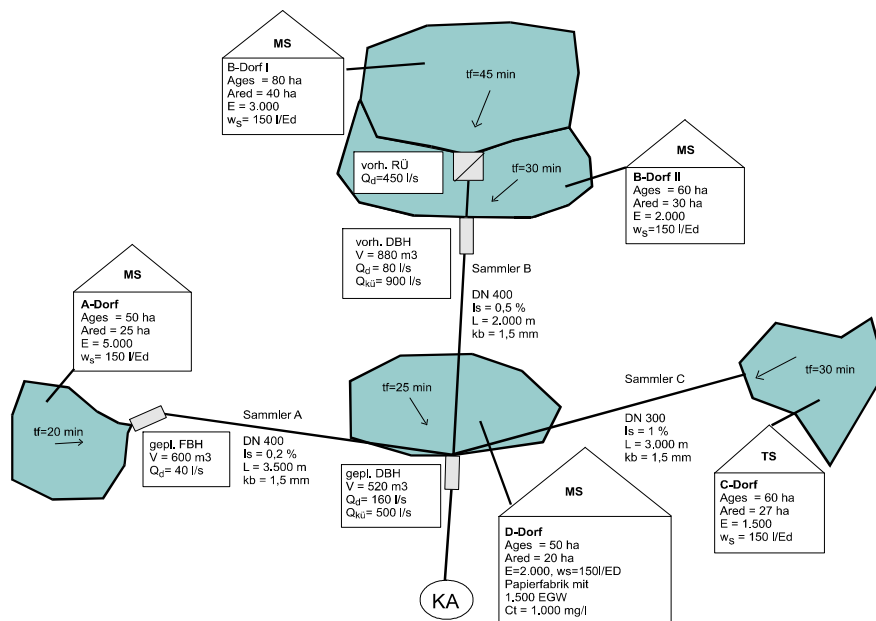 MS
B-Dorf I
Ages = 80 ha
Ared = 40 ha
E = 3.000
ws= 150 l/Ed
tf=45 min
vorh. RÜ
Qd=450 l/s
tf=30 min
MS
B-Dorf II
Ages = 60 ha
Ared = 30 ha
E = 2.000
ws=150 l/Ed
vorh. DBH
V = 880 m3
Qd = 80 l/s
Qkü= 900 l/s
Sammler B
DN 400
Is = 0,5 %
L = 2.000 m
kb = 1,5 mm
MS
A-Dorf
Ages = 50 ha
Ared = 25 ha
E = 5.000
ws= 150 l/Ed
tf=20 min
gepl. FBH
V = 600 m3
Qd= 40 l/s
Sammler A
DN 400
Is = 0,2 %
L = 3.500 m
kb = 1,5 mm
tf=25 min
gepl. DBH
V = 520 m3
Qd = 160 l/s
Qkü= 500 l/s
Sammler C
DN 300
Is = 1 %
L = 3,000 m
kb = 1,5 mm
tf=30 min
TS
C-Dorf
Ages = 60 ha
Ared = 27 ha
E = 1.500
ws = 150 l/Ed
MS
D-Dorf
Ages = 50 ha
Ared = 20 ha
E=2.000, ws=150l/ED
Papierfabrik mit
1.500 EGW
Ct = 1.000 mg/l
KA